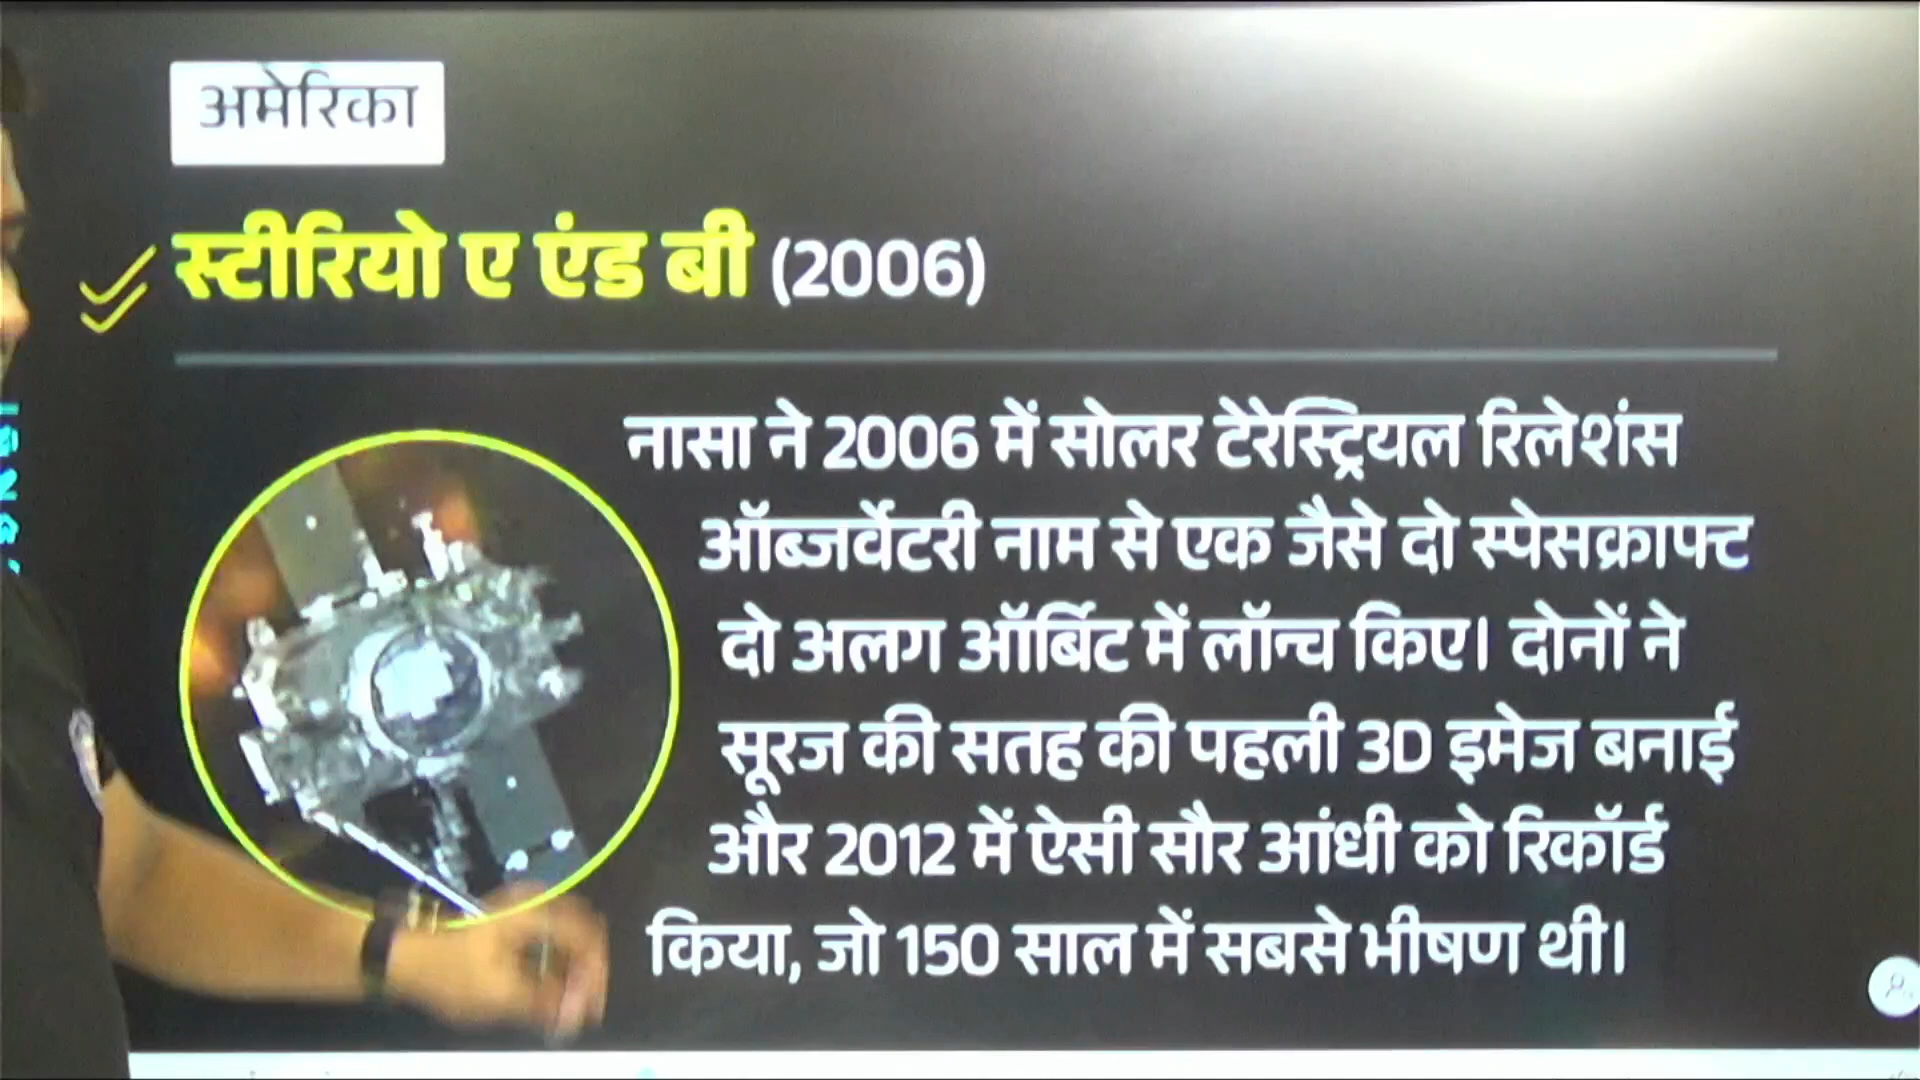 अमेरिका
स्टीरियो ए एंड बी (2006)
नासा ने 2006 में सोलर टेरेस्ट्रियल रिलेशंस
ऑब्जर्वेटरी नाम से एक जैसे दो स्पेसक्राफ्ट
दो अलग ऑर्बिट में लॉन्च किए। दोनों ने
सूरज की सतह की पहली 3D इमेज बनाई
और 2012 में ऐसी सौर आंधी को रिकॉर्ड
किया, जो 150 साल में सबसे भीषण थी।